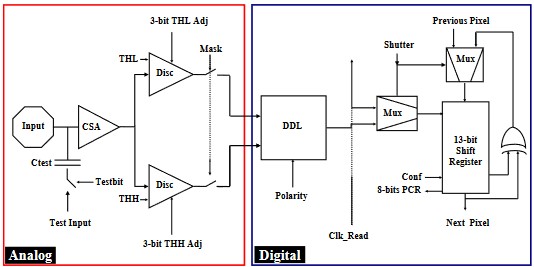 3-bit THL Adj
Previous Pixel
THL
Mask
Shutter
Disc
Mux
Input
CSA
DDL
Mux
13-bit
Shift
Register
Ctest
Testbit
Disc
Conf
8-bits PCR
THH
Polarity
Test Input
Next Pixel
3-bit THH Adj
Clk_Read
Analog
Digital